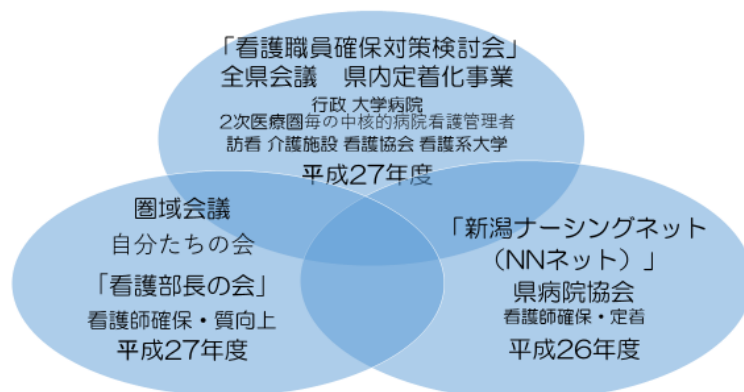 「看護職員確保対策検討会」
全県会議　県内定着化事業
行政 大学病院
2次医療圏毎の中核的病院看護管理者
訪看 介護施設 看護協会 看護系大学
平成27年度
圏域会議
自分たちの会
「看護部長の会」
看護師確保・質向上
平成27年度
「新潟ナーシングネット
（NNネット）」
県病院協会
看護師確保・定着
平成26年度